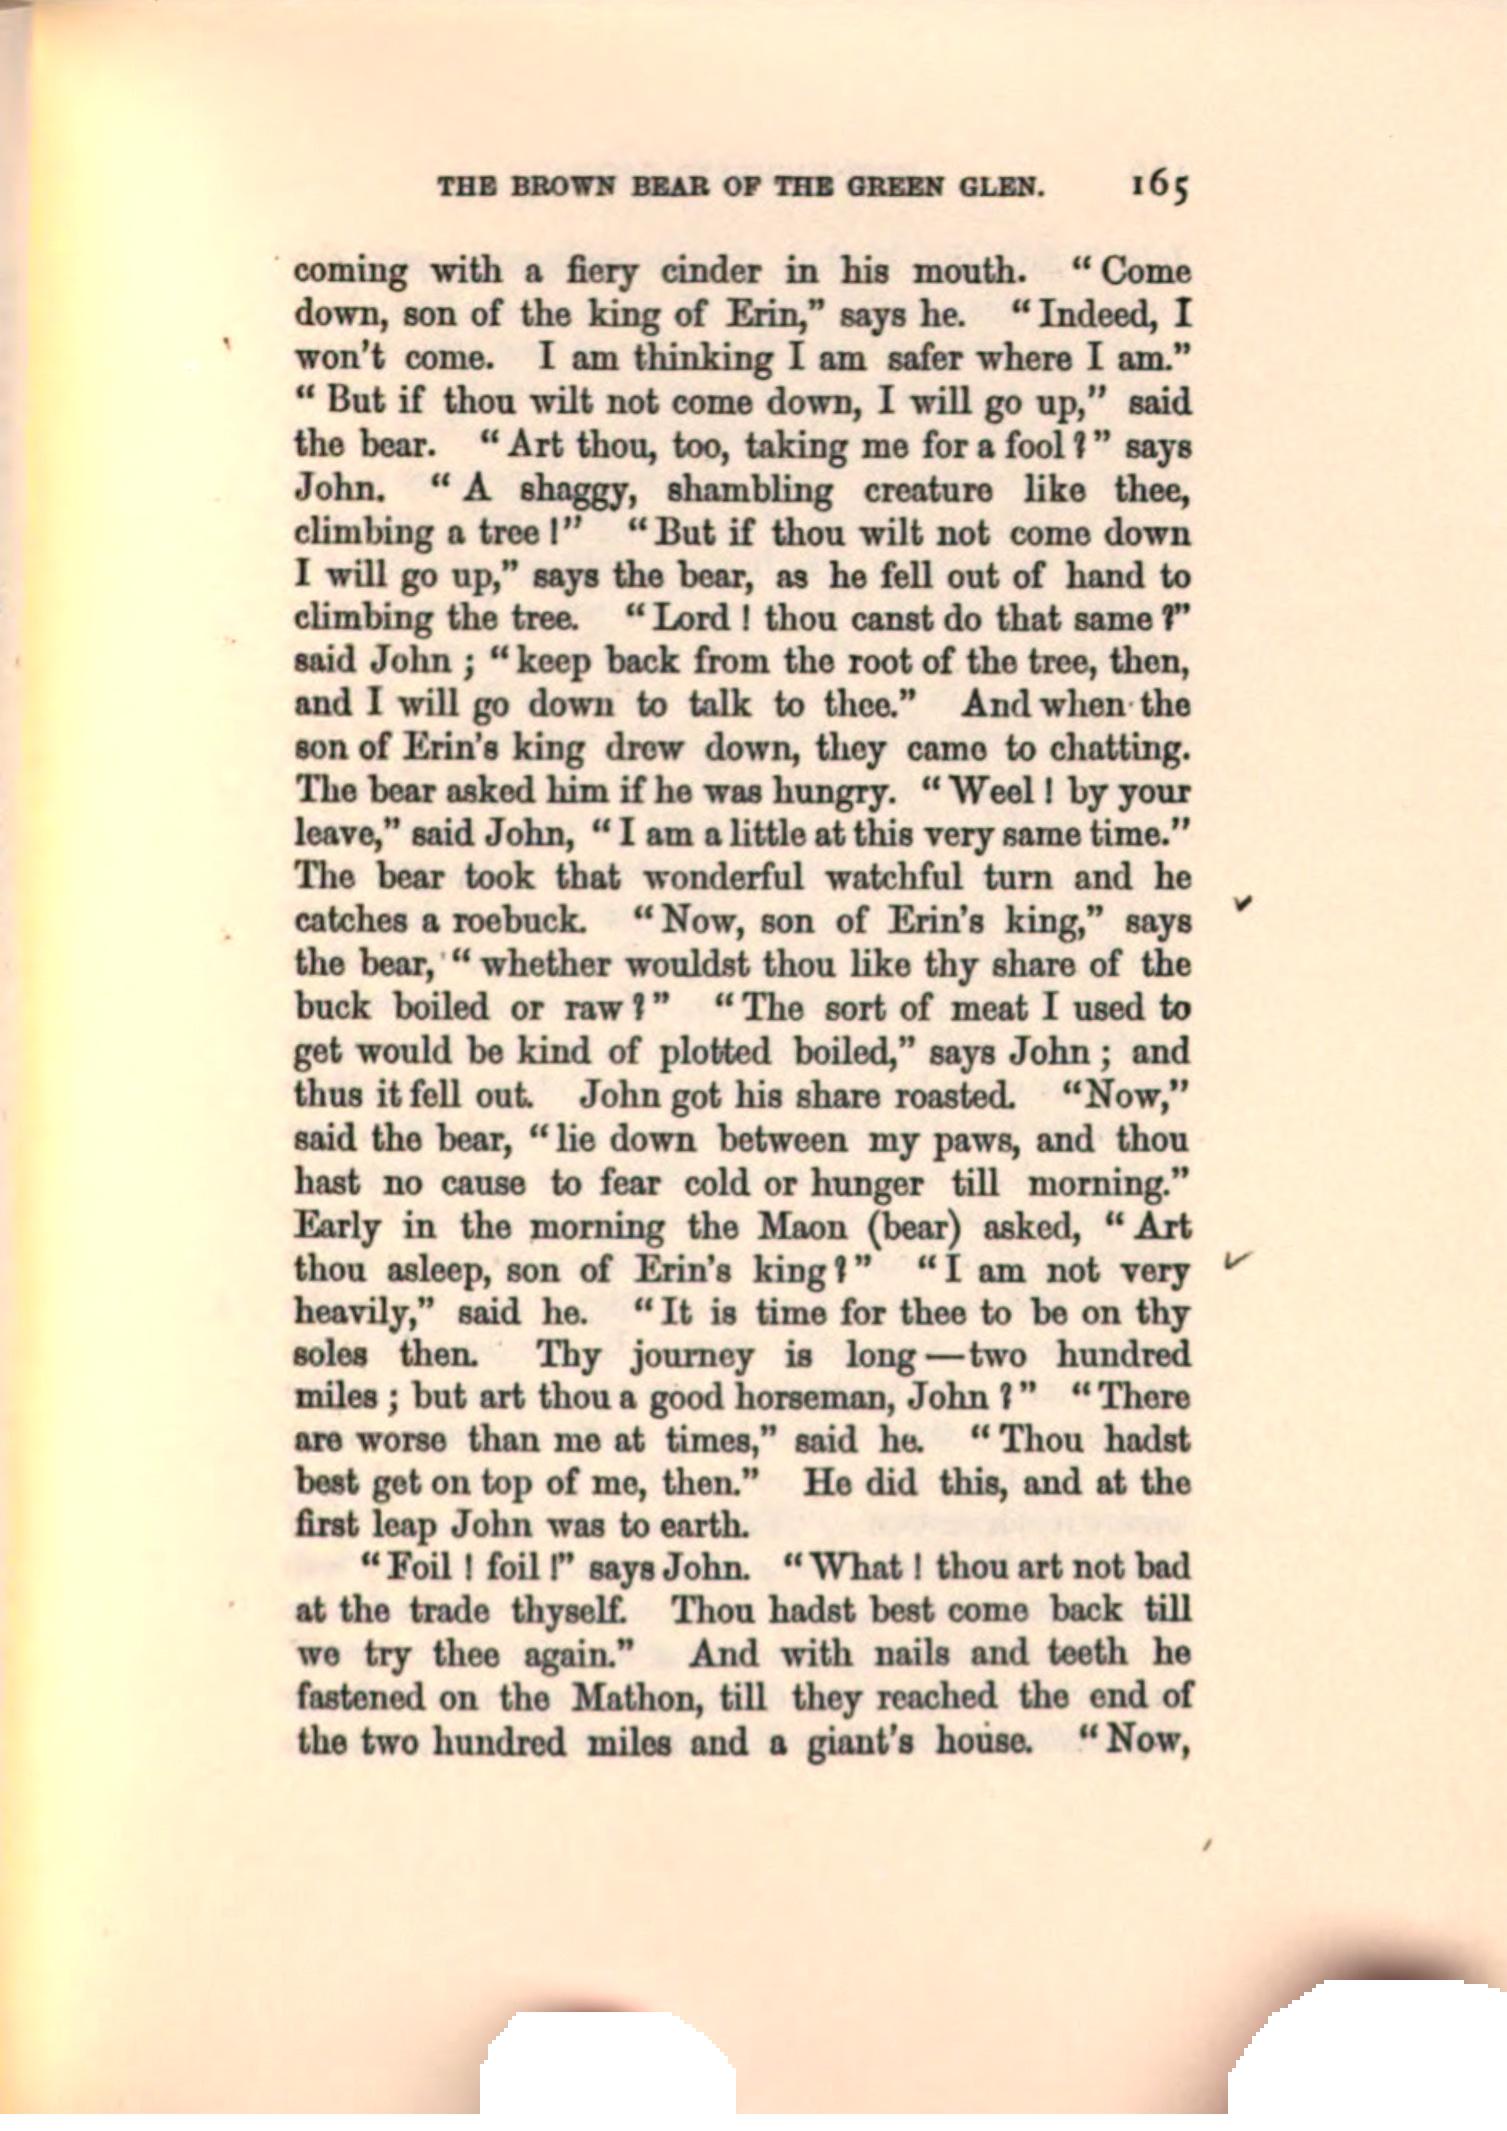 THE BROWN BEAR OF THE GREEN GLEN. 165
coming with a fiery cinder in his mouth. “Come
down, son of the king of Erin,” says he. “Indeed, I
won't come. I am thinking I am safer where I am.”
“But if thou wilt not come down, I will go up,” said
the bear. “Art thou, too, taking me for a fool?” says
John. “A shaggy, shambling creature like thee,
climbing a tree!” “But if thou wilt not come down
I will go up,” says the bear, as he fell out of hand to
climbing the tree. “Lord! thou canst do that same?”
said John; “keep back from the root of the tree, then,
and I will go down to talk to thee.” And when the
son of Erin's king drew down, they came to chatting.
The bear asked him if he was hungry. “Weel! by your
leave,” said John, “I am a little at this very same time.”
The bear took that wonderful watchful turn and he
catches a roebuck. “Now, son of Erin's king,” says
the bear, “whether wouldst thou like thy share of the
buck boiled or raw?” “The sort of meat I used to
get would be kind of plotted boiled,” says John; and
thus it fell out. John got his share roasted. “Now,”
said the bear, “lie down between my paws, and thou
hast no cause to fear cold or hunger till morning.”
Early in the morning the Maon (bear) asked, “Art
thou asleep, son of Erin's king?” “I am not very
heavily,” said he. “It is time for thee to be on thy
soles then. Thy journey is long—two hundred
miles; but art thou a good horseman, John?” “There
are worse than me at times,” said he. “Thou hadst
best get on top of me, then.” He did this, and at the
first leap John was to earth.
“Foil! foil!” says John. “What! thou art not bad
at the trade thyself. Thou hadst best come back till
we try thee again.” And with nails and teeth he
fastened on the Mathon, till they reached the end of
the two hundred miles and a giant's house. “Now,